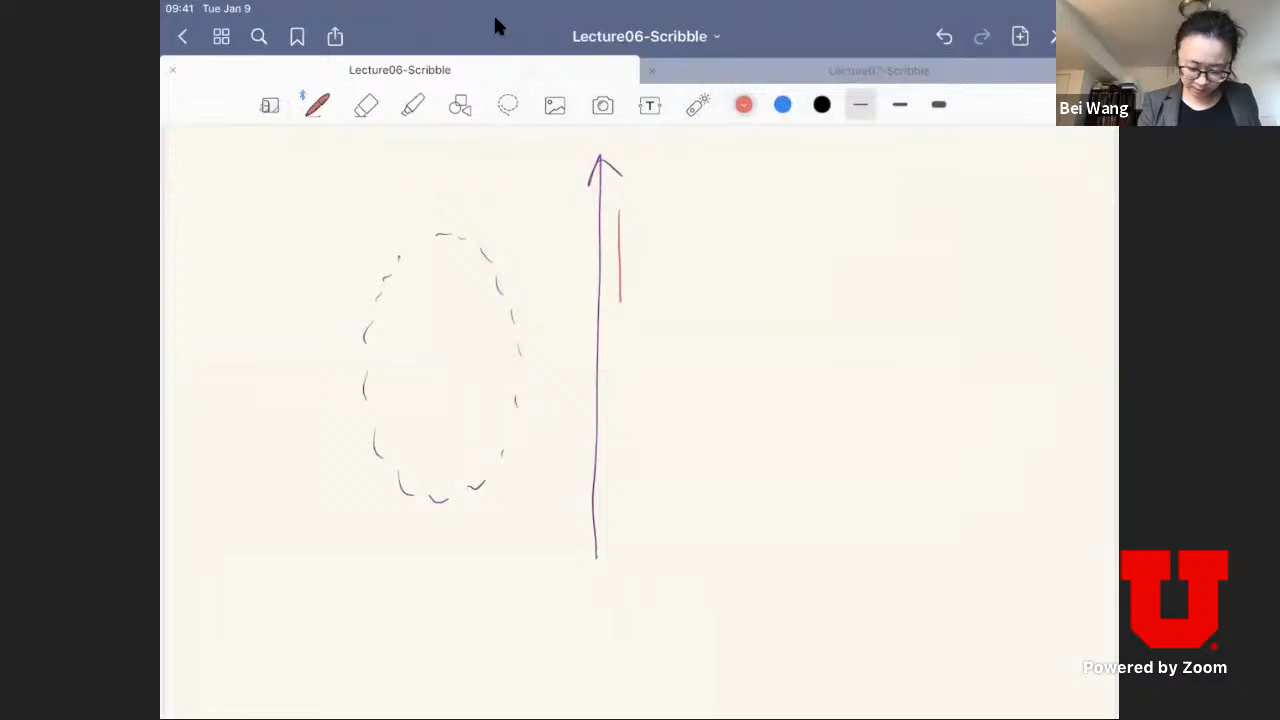 09:41 Tue Jan 9
Lecture06-Scribble
Lecture06-Scribble
Lecture07-Scribble
T
Bei Wang
U
Powered by Zoom